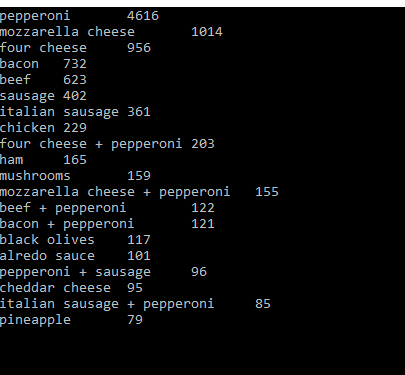 pepperoni 4616
mozzarella cheese 1014
four cheese 956
bacon 732
beef 623
sausage 402
italian sausage 361
chicken 229
four cheese + pepperoni 203
ham 165
mushrooms 159
mozzarella cheese + pepperoni 155
beef + pepperoni 122
bacon + pepperoni 121
black olives 117
alredo sauce 101
pepperoni + sausage 96
cheddar cheese 95
italian sausage + pepperoni 85
pineapple 79